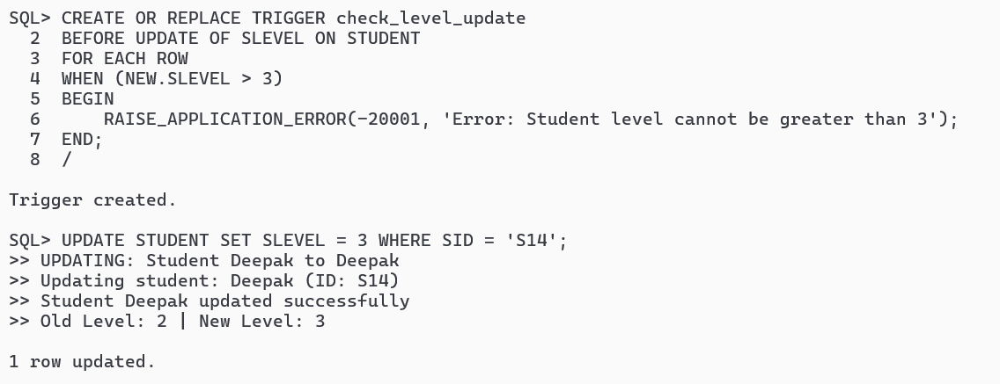 SQL> CREATE OR REPLACE TRIGGER check_level_update
  2  BEFORE UPDATE OF SLEVEL ON STUDENT
  3  FOR EACH ROW
  4  WHEN (NEW.SLEVEL > 3)
  5  BEGIN
  6      RAISE_APPLICATION_ERROR(-20001, 'Error: Student level cannot be greater than 3');
  7  END;
  8  /

Trigger created.

SQL> UPDATE STUDENT SET SLEVEL = 3 WHERE SID = 'S14';
>> UPDATING: Student Deepak to Deepak
>> Updating student: Deepak (ID: S14)
>> Student Deepak updated successfully
>> Old Level: 2 | New Level: 3

1 row updated.